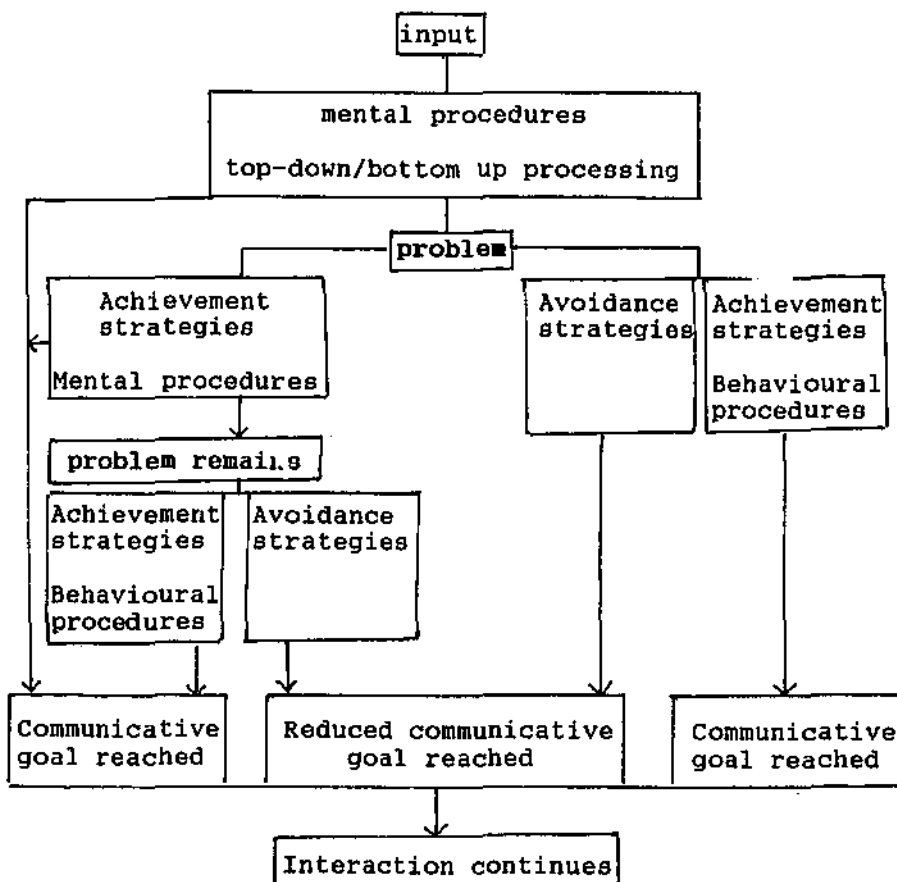 input
mental procedures
top-down/bottom up processing
problem
Achievement
strategies
Mental procedures
Avoidance
strategies
Achievement
strategies
Behavioural
procedures
problem remains
Achievement
strategies
Behavioural
procedures
Avoidance
strategies
Communicative
goal reached
Reduced communicative
goal reached
Communicative
goal reached
Interaction continues